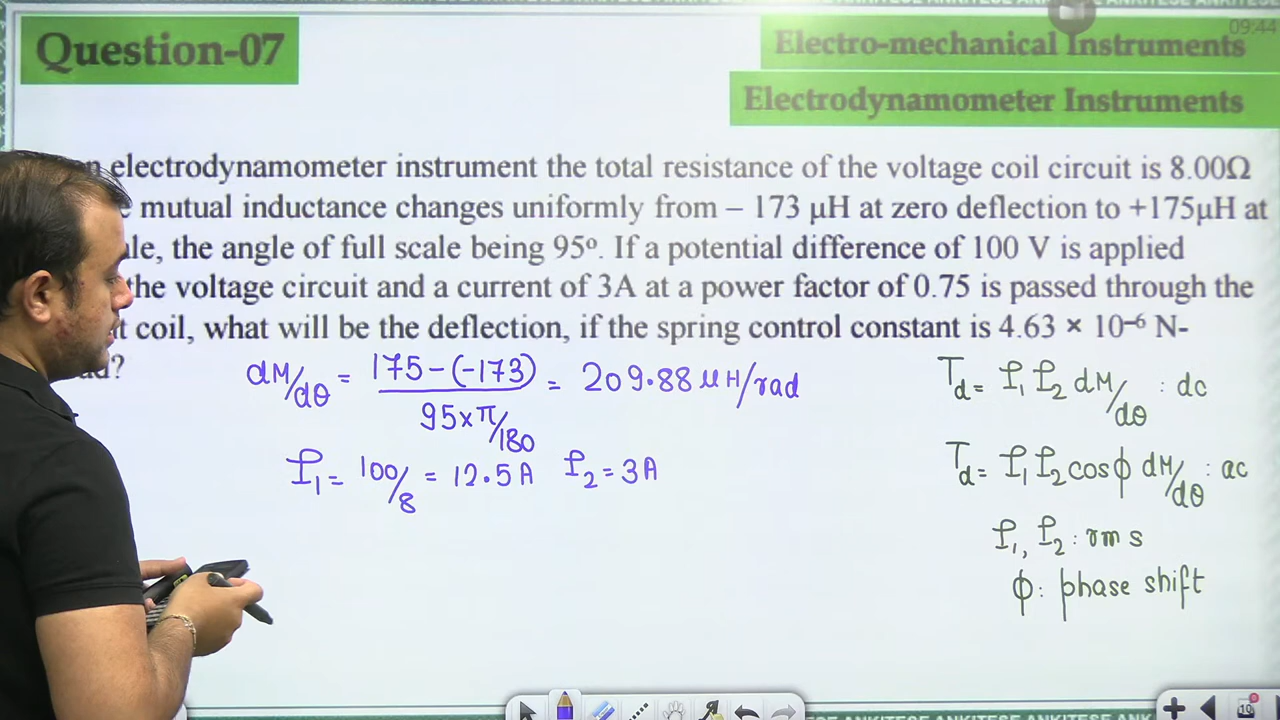 Question-07
Electro-mechanical Instruments
09:44
Electrodynamometer Instruments
electrodynamometer instrument the total resistance of the voltage coil circuit is 8.00Ω
mutual inductance changes uniformly from – 173 μH at zero deflection to +175μH at
the angle of full scale being 95º. If a potential difference of 100 V is applied
the voltage circuit and a current of 3A at a power factor of 0.75 is passed through the
coil, what will be the deflection, if the spring control constant is 4.63 × 10⁻⁶ N-
dM/dθ = 175-(-173) / 95×π/180 = 209.88 μH/rad
I₁ = 100/8 = 12.5A I₂ = 3A
T_d = I₁ I₂ dM/dθ : dc
T_d = I₁ I₂ cosϕ dM/dθ : ac
I₁, I₂ : rms
ϕ : phase shift
10